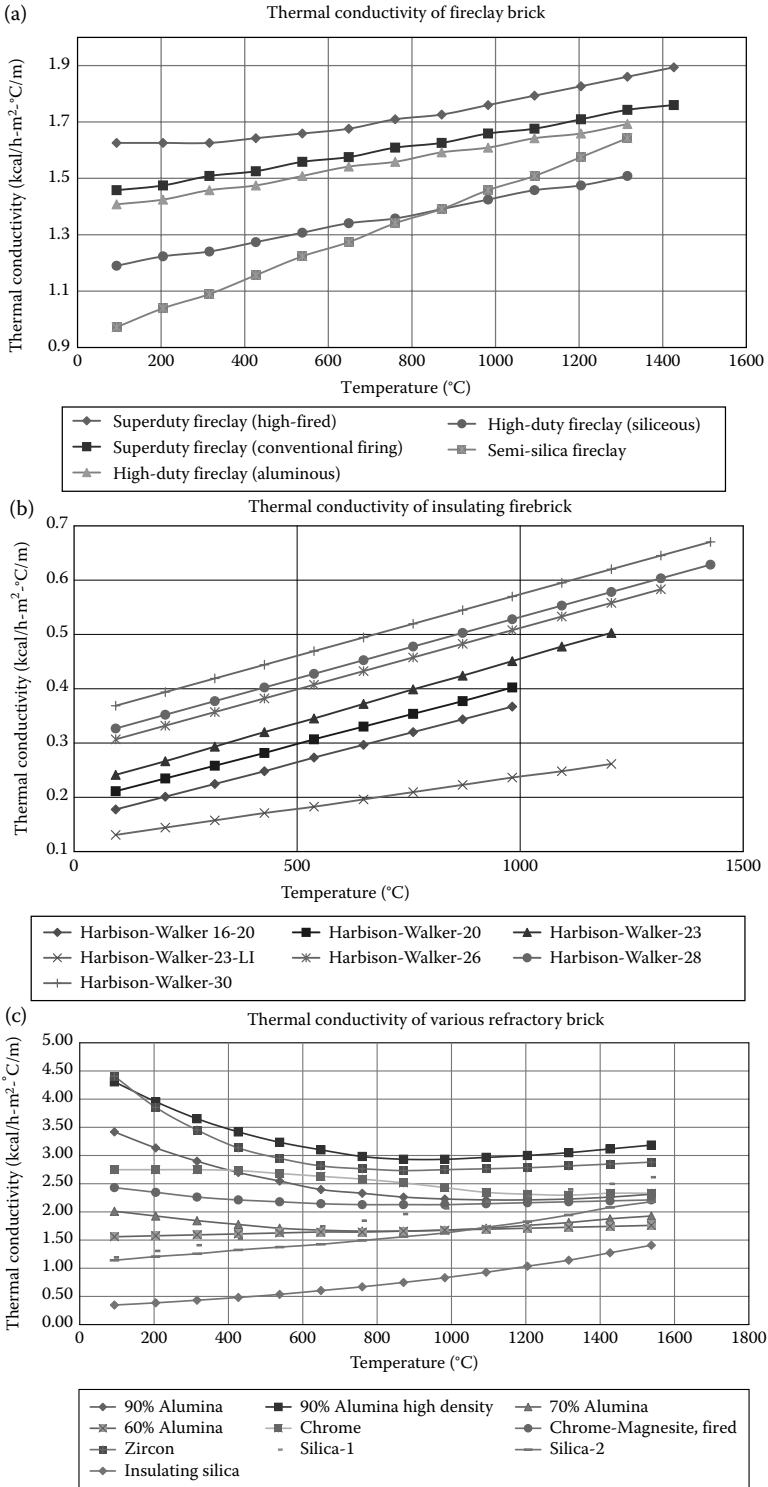 (a)
Thermal conductivity of fireclay brick
Thermal conductivity (kcal/h-m²-°C/m)
1.9
1.7
1.5
1.3
1.1
0.9
0 200 400 600 800 1000 1200 1400 1600
Temperature (°C)
Superduty fireclay (high-fired) High-duty fireclay (siliceous)
Superduty fireclay (conventional firing) Semi-silica fireclay
High-duty fireclay (aluminous)
(b)
Thermal conductivity of insulating firebrick
Thermal conductivity (kcal/h-m²-°C/m)
0.7
0.6
0.5
0.4
0.3
0.2
0.1
0 500 1000 1500
Temperature (°C)
Harbison-Walker 16-20 Harbison-Walker-20 Harbison-Walker-23
Harbison-Walker-23-LI Harbison-Walker-26 Harbison-Walker-28
Harbison-Walker-30
(c)
Thermal conductivity of various refractory brick
Thermal conductivity (kcal/h-m²-°C/m)
5.00
4.50
4.00
3.50
3.00
2.50
2.00
1.50
1.00
0.50
0.00
0 200 400 600 800 1000 1200 1400 1600 1800
Temperature (°C)
90% Alumina 90% Alumina high density 70% Alumina
60% Alumina Chrome Chrome-Magnesite, fired
Zircon Silica-1 Silica-2
Insulating silica